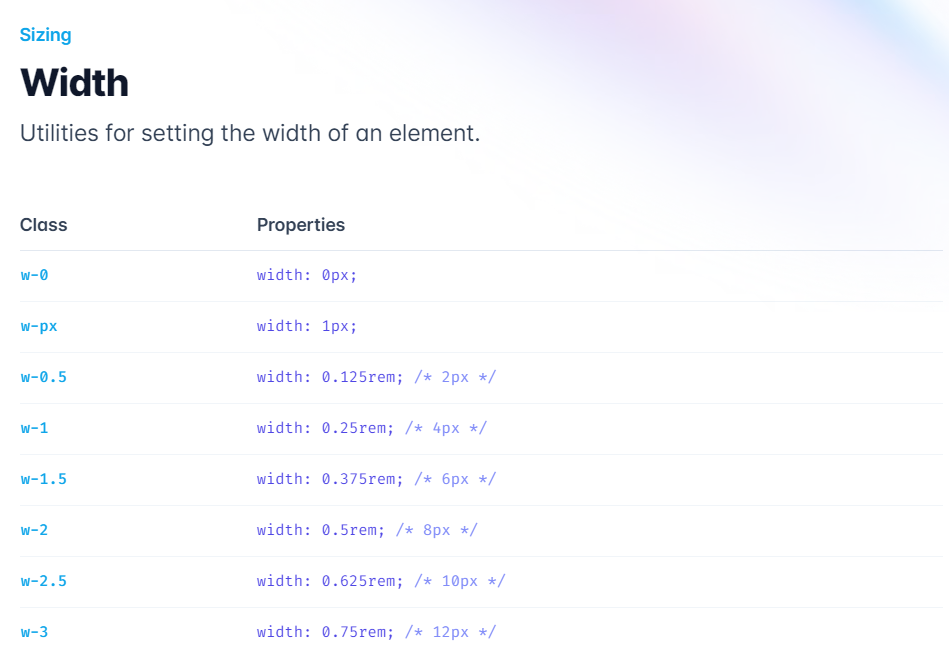 Sizing
Width
Utilities for setting the width of an element.
Class Properties
w-0 width: 0px;
w-px width: 1px;
w-0.5 width: 0.125rem; /* 2px */
w-1 width: 0.25rem; /* 4px */
w-1.5 width: 0.375rem; /* 6px */
w-2 width: 0.5rem; /* 8px */
w-2.5 width: 0.625rem; /* 10px */
w-3 width: 0.75rem; /* 12px */